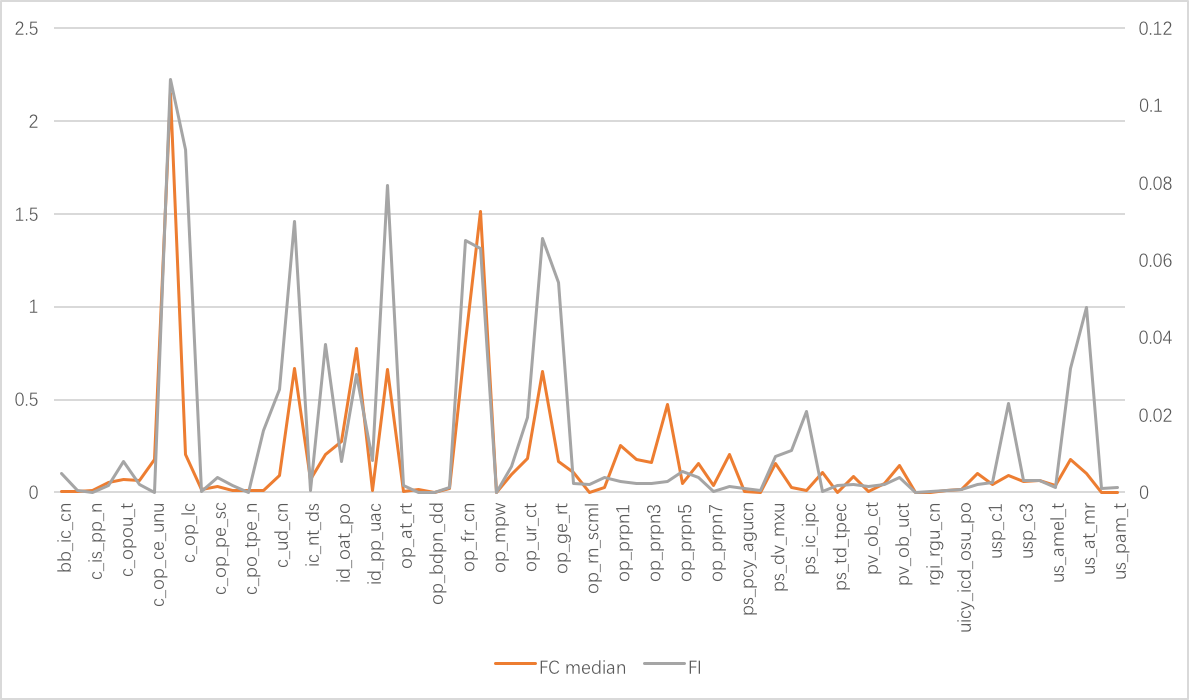 2.5
2
1.5
1
0.5
0
0.12
0.1
0.08
0.06
0.04
0.02
0
bb_ic_cn
c_is_pp_n
c_copou_t
c_op_ce_unu
c_op_lc
c_op_pe_sc
c_po_tpe_n
c_ud_cn
ic_nt_ds
id_oat_po
id_pp_uac
op_at_rt
op_bdpn_dd
op_fr_cn
op_mpw
op_ur_ct
op_ge_rt
op_rn_scml
op_prpn1
op_prpn3
op_prpn5
op_prpn7
ps_pcy_agucn
ps_dv_mxu
ps_ic_ipc
ps_td_tpec
pv_ob_ct
pv_ob_uct
rgi_rgu_cn
uicy_icd_osu_po
usp_c1
usp_c3
us_amel_t
us_at_mr
us_pam_t
FC median
FI